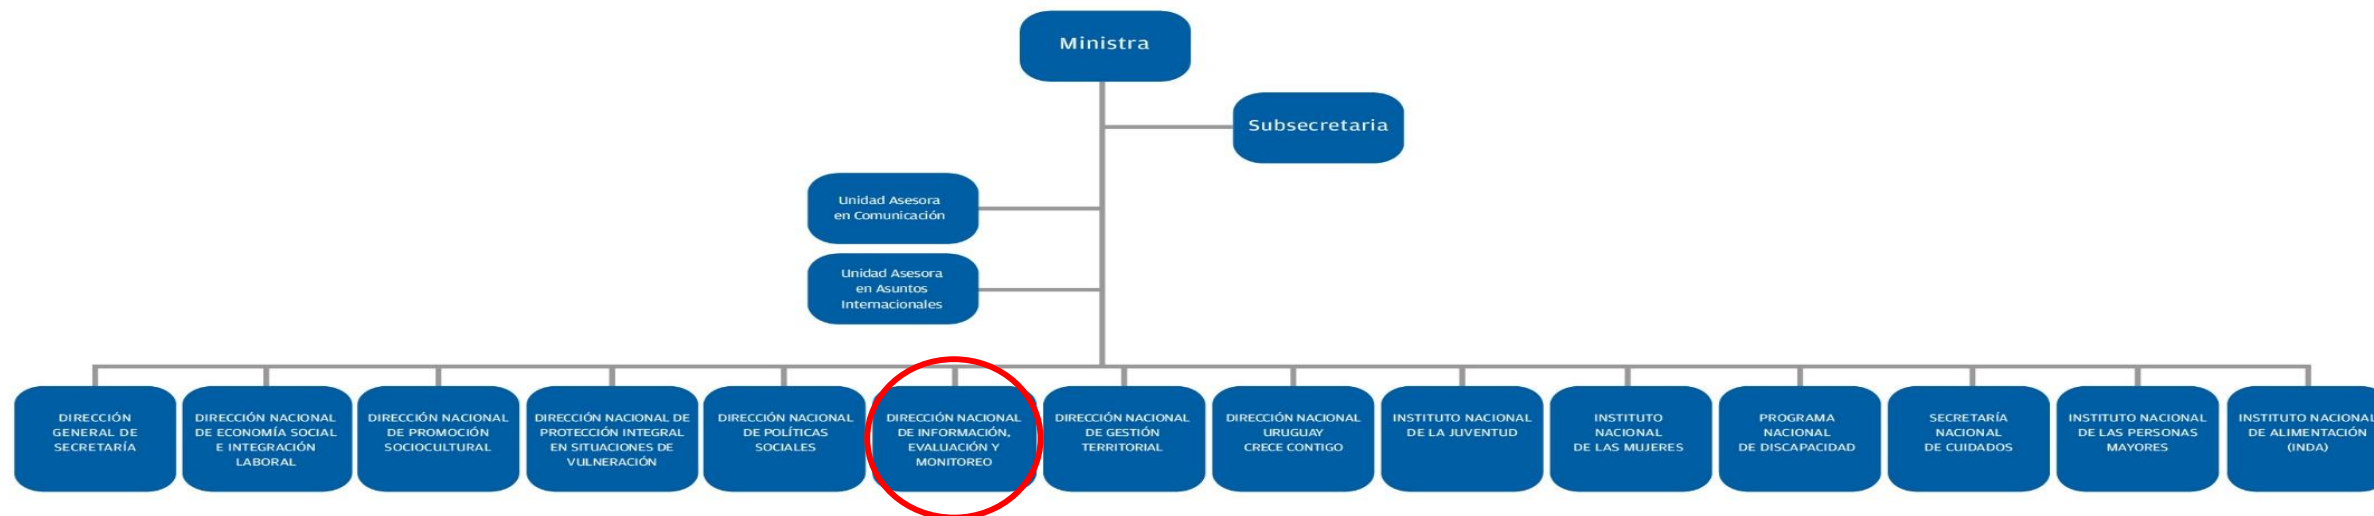 Ministra
Subsecretaria
Unidad Asesora
en Comunicación
Unidad Asesora
en Asuntos
Internacionales
DIRECCIÓN
GENERAL DE
SECRETARÍA
DIRECCIÓN NACIONAL
DE ECONOMÍA SOCIAL
E INTEGRACIÓN
LABORAL
DIRECCIÓN NACIONAL
DE PROMOCIÓN
SOCIOCULTURAL
DIRECCIÓN NACIONAL DE
PROTECCIÓN INTEGRAL
EN SITUACIONES DE
VULNERACIÓN
DIRECCIÓN NACIONAL
DE POLÍTICAS
SOCIALES
DIRECCIÓN NACIONAL
DE INFORMACIÓN,
EVALUACIÓN Y
MONITOREO
DIRECCIÓN NACIONAL
DE GESTIÓN
TERRITORIAL
DIRECCIÓN NACIONAL
URUGUAY
CRECE CONTIGO
INSTITUTO NACIONAL
DE LA JUVENTUD
INSTITUTO
NACIONAL
DE LAS MUJERES
PROGRAMA
NACIONAL
DE DISCAPACIDAD
SECRETARÍA
NACIONAL
DE CUIDADOS
INSTITUTO NACIONAL
DE LAS PERSONAS
MAYORES
INSTITUTO NACIONAL
DE ALIMENTACIÓN
(INDA)